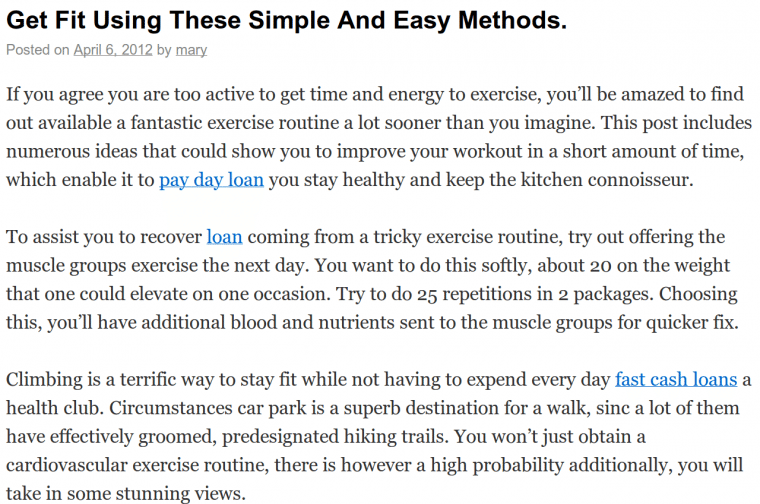 Get Fit Using These Simple And Easy Methods.
Posted on April 6, 2012 by mary
If you agree you are too active to get time and energy to exercise, you’ll be amazed to find
out available a fantastic exercise routine a lot sooner than you imagine. This post includes
numerous ideas that could show you to improve your workout in a short amount of time,
which enable it to pay day loan you stay healthy and keep the kitchen connoisseur.
To assist you to recover loan coming from a tricky exercise routine, try out offering the
muscle groups exercise the next day. You want to do this softly, about 20 on the weight
that one could elevate on one occasion. Try to do 25 repetitions in 2 packages. Choosing
this, you’ll have additional blood and nutrients sent to the muscle groups for quicker fix.
Climbing is a terrific way to stay fit while not having to expend every day fast cash loans a
health club. Circumstances car park is a superb destination for a walk, sinc a lot of them
have effectively groomed, predesignated hiking trails. You won’t just obtain a
cardiovascular exercise routine, there is however a high probability additionally, you will
take in some stunning views.